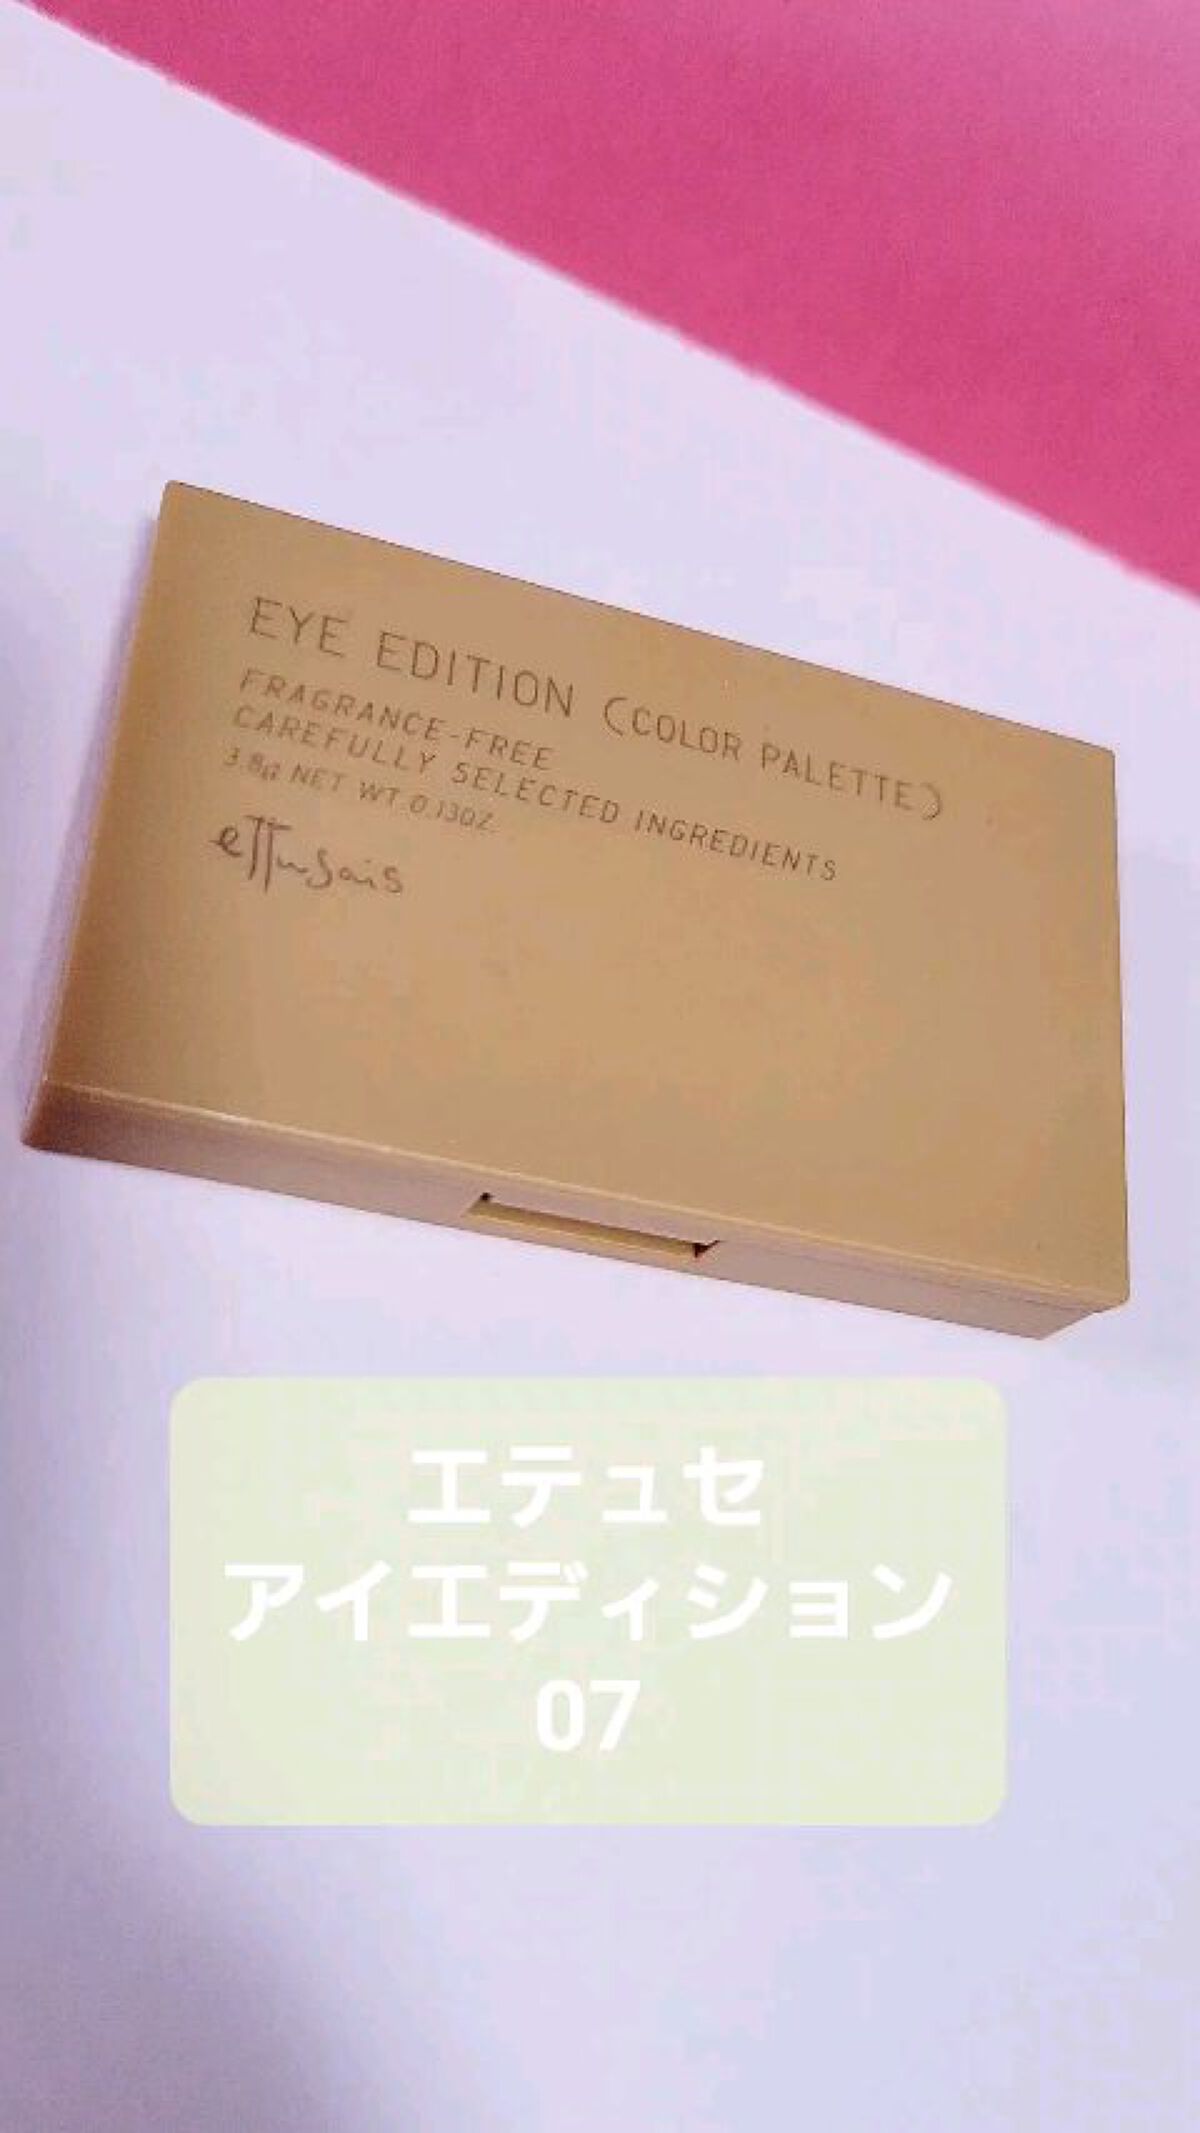 EYE EDITION (COLOR PALETTE)
FRAGRANCE-FREE
CAREFULLY SELECTED INGREDIENTS
3.8g NET WT 0.13OZ.
ettusais
エテュセ
アイエディション
07